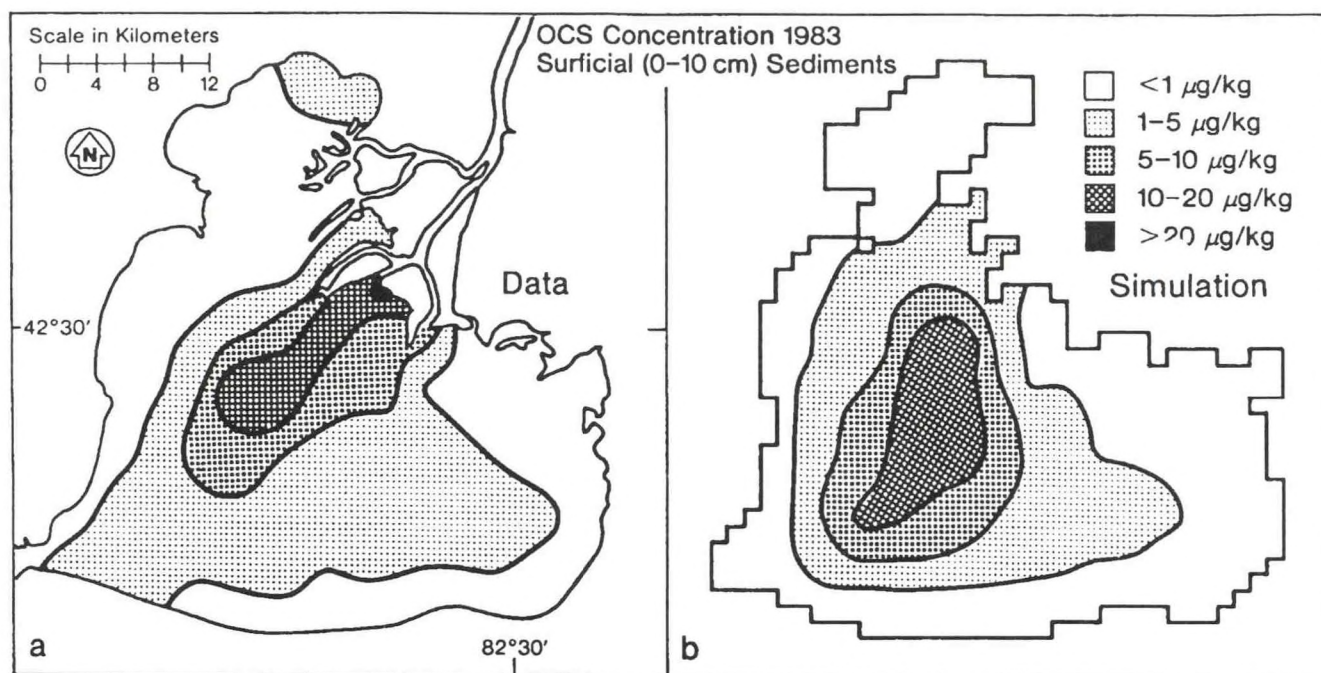 Scale in Kilometers
0 4 8 12
N
OCS Concentration 1983
Surficial (0-10 cm) Sediments
<1 µg/kg
1-5 µg/kg
5-10 µg/kg
10-20 µg/kg
>20 µg/kg
Data
Simulation
42°30'
82°30'
a
b